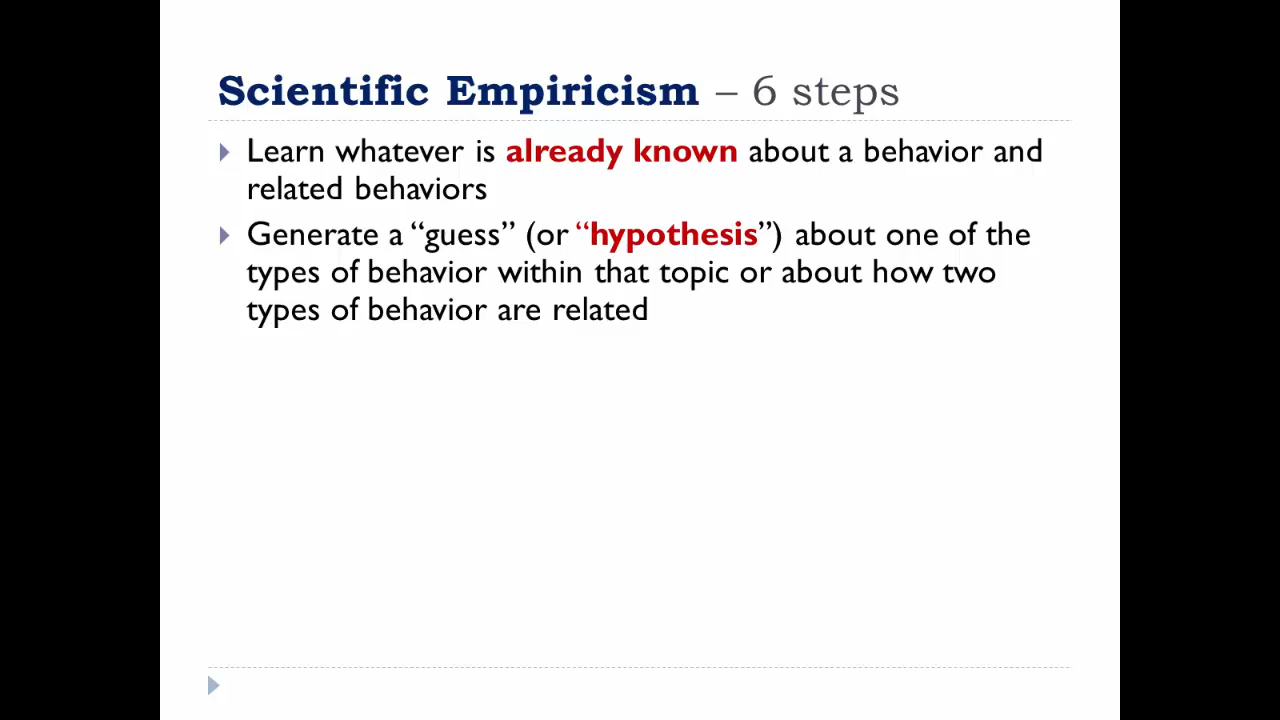 Scientific Empiricism – 6 steps
Learn whatever is already known about a behavior and
related behaviors
Generate a “guess” (or “hypothesis”) about one of the
types of behavior within that topic or about how two
types of behavior are related